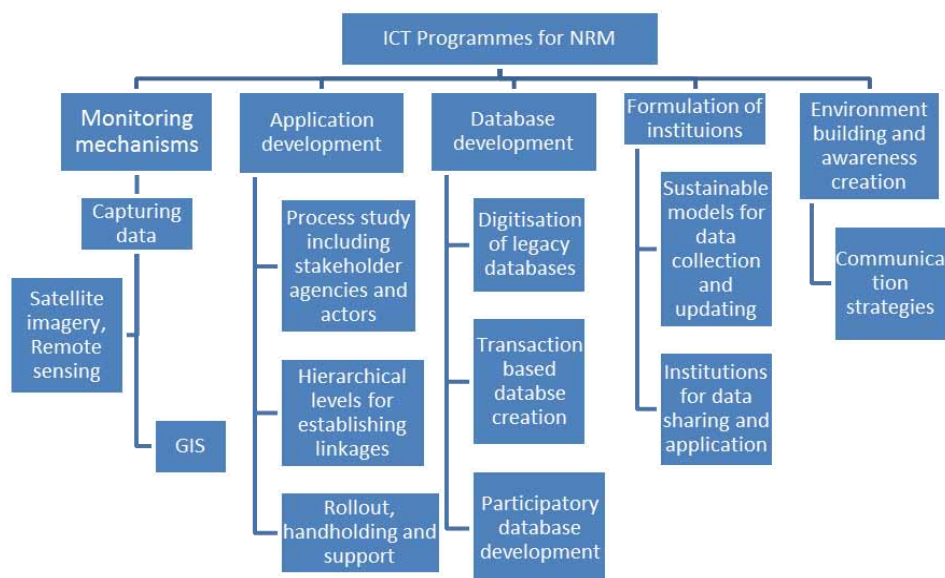 ICT Programmes for NRM
Monitoring
mechanisms
Capturing
data
Satellite
imagery,
Remote
sensing
GIS
Application
development
Process study
including
stakeholder
agencies and
actors
Hierarchical
levels for
establishing
linkages
Rollout,
handholding and
support
Database
development
Digitisation
of legacy
databases
Transaction
based
databse
creation
Participatory
database
development
Formulation of
instituions
Sustainable
models for
data
collection
and
updating
Institutions
for data
sharing and
application
Environment
building and
awareness
creation
Communica
tion
strategies